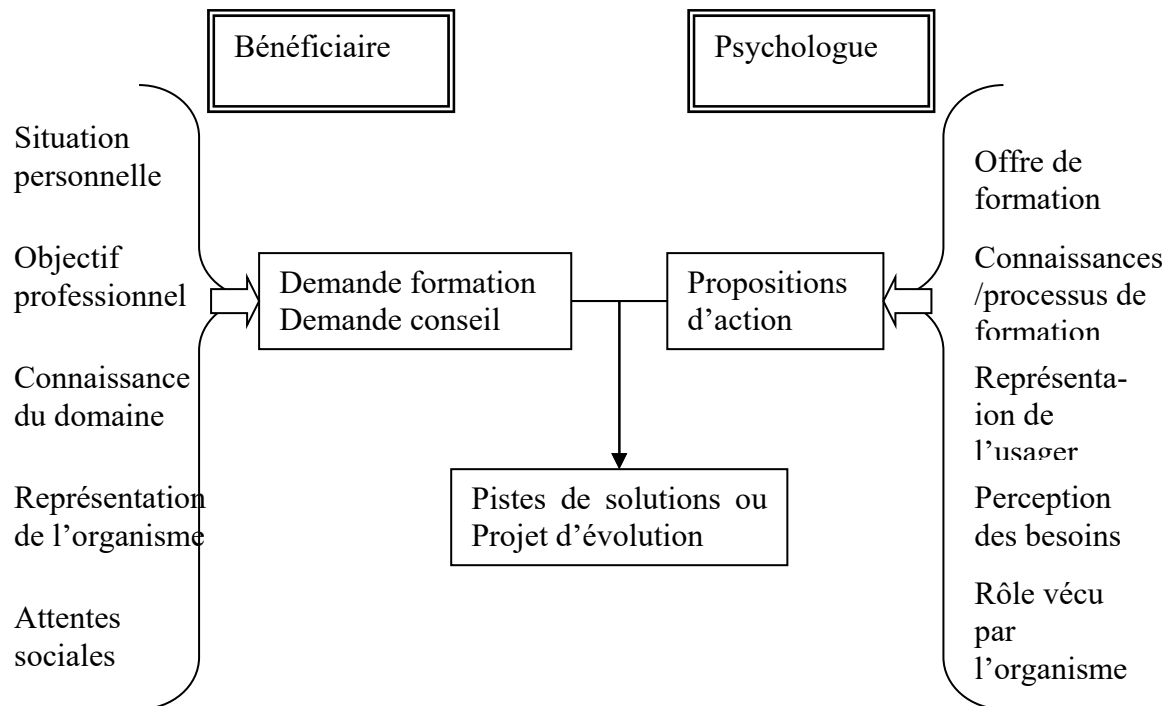 Bénéficiaire
Psychologue
Situation
personnelle
Objectif
professionnel
Connaissance
du domaine
Représentation
de l’organisme
Attentes
sociales
Demande formation
Demande conseil
Propositions
d’action
Pistes de solutions ou
Projet d’évolution
Offre de
formation
Connaissances
/processus de
formation
Représenta-
ion de
l’usager
Perception
des besoins
Rôle vécu
par
l’organisme